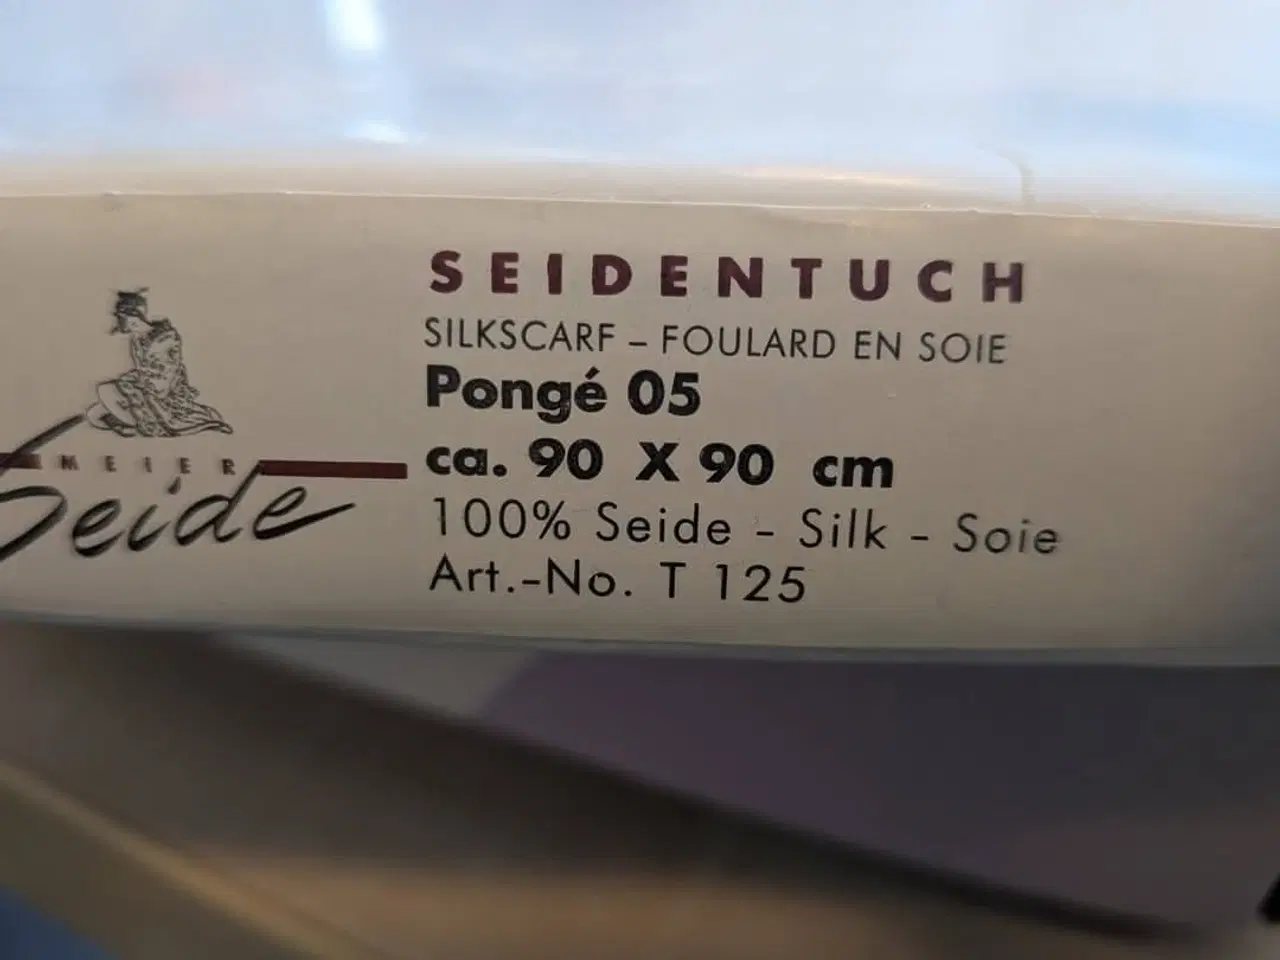 SEIDENTUCH
SILKSCARF – FOULARD EN SOIE
Pongé 05
ca. 90 X 90 cm
100% Seide - Silk - Soie
Art.-No. T 125
MEIER
Seide